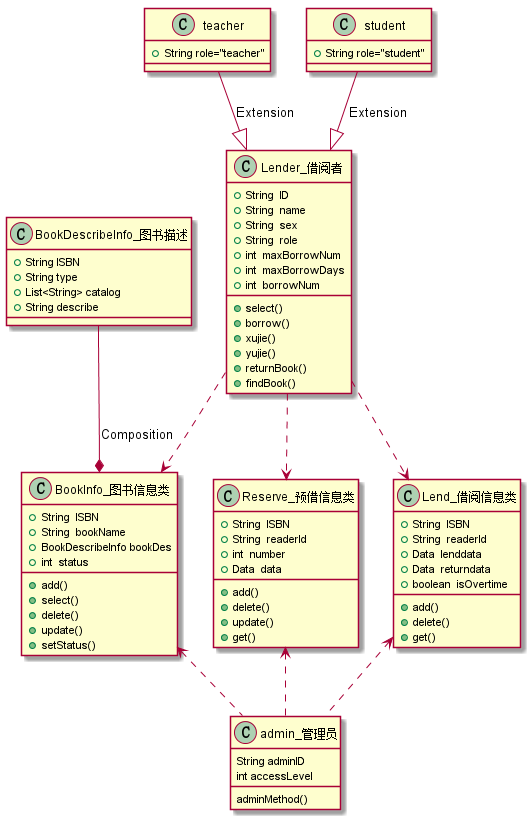 C teacher
String role="teacher"
C student
String role="student"
Extension
Extension
C Lender_借阅者
String ID
String name
String sex
String role
int maxBorrowNum
int maxBorrowDays
int borrowNum
select()
borrow()
xujie()
yujie()
returnBook()
findBook()
C BookDescribeInfo_图书描述
String ISBN
String type
List<String> catalog
String describe
Composition
C BookInfo_图书信息类
String ISBN
String bookName
BookDescribeInfo bookDes
int status
add()
select()
delete()
update()
setStatus()
C Reserve_预借信息类
String ISBN
String readerId
int number
Data data
add()
delete()
update()
get()
C Lend_借阅信息类
String ISBN
String readerId
Data lenddata
Data returndata
boolean isOvertime
add()
delete()
get()
C admin_管理员
String adminID
int accessLevel
adminMethod()